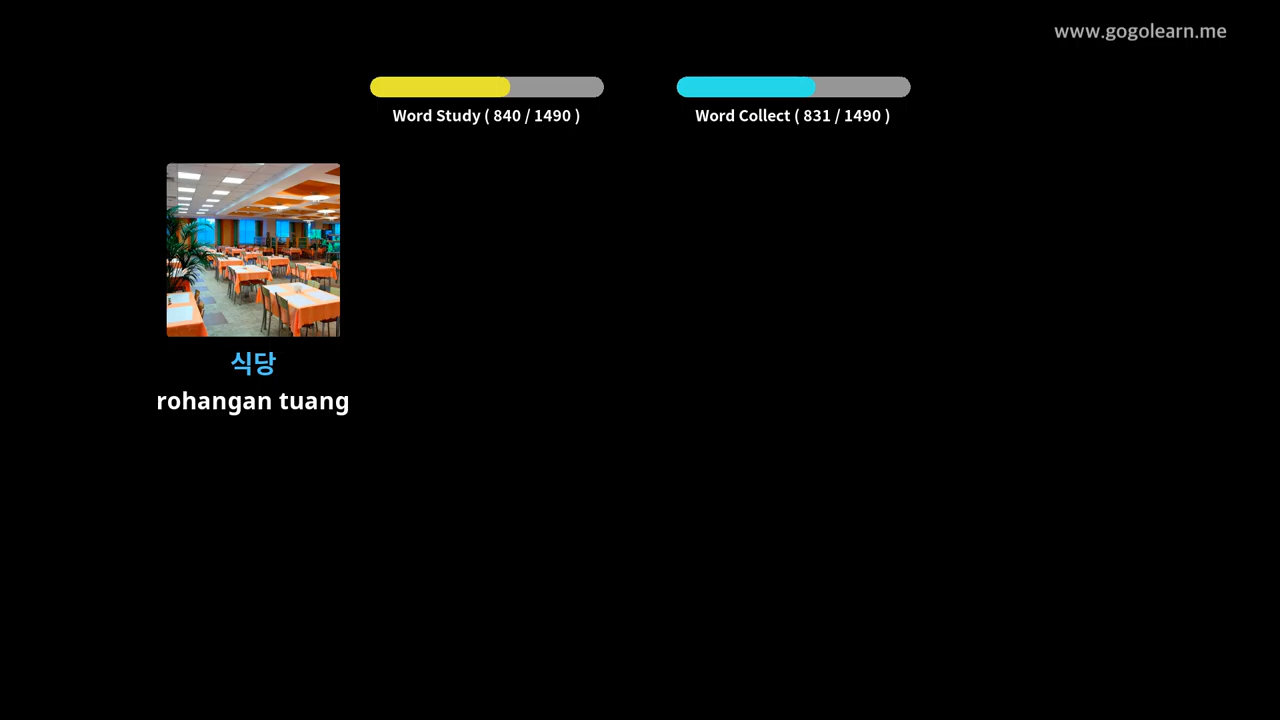 www.gogolearn.me
Word Study ( 840 / 1490 )
Word Collect ( 831 / 1490 )
식당
rohangan tuang